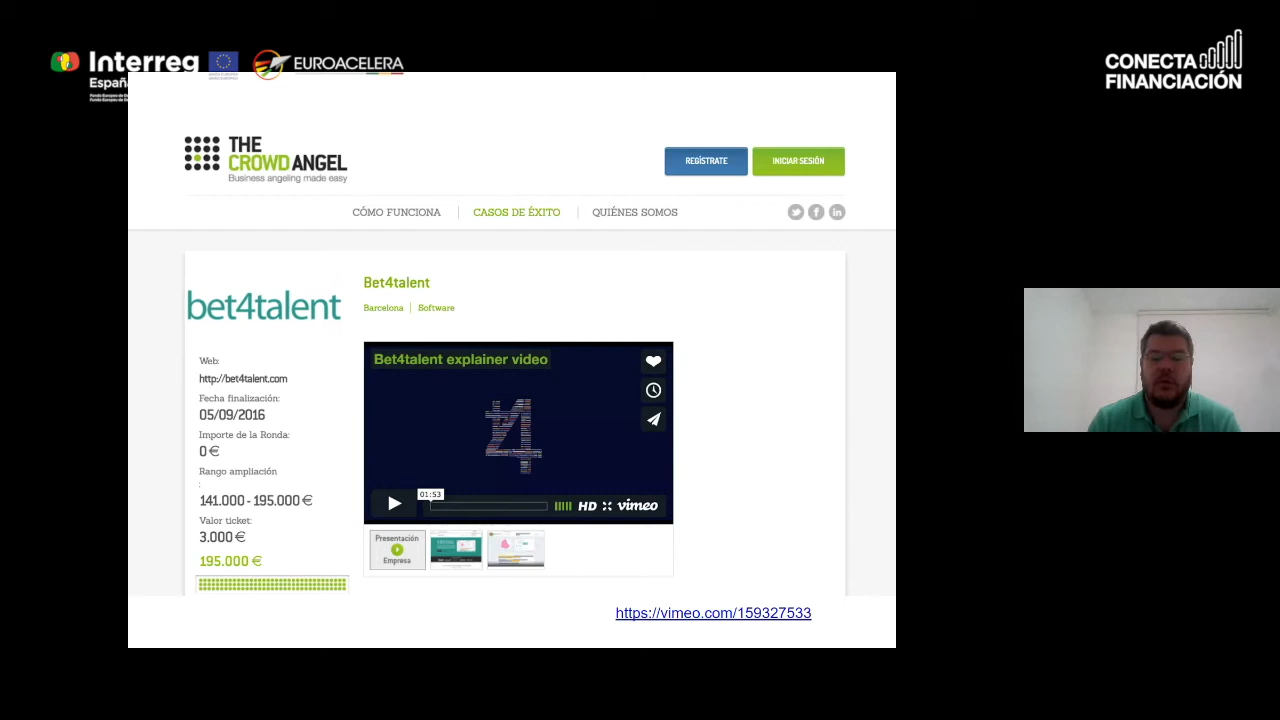 Interreg
España
EUROACELERA
CONECTA
FINANCIACIÓN
THE
CROWD ANGEL
Business angeling made easy
REGÍSTRATE
INICIAR SESIÓN
CÓMO FUNCIONA
CASOS DE ÉXITO
QUIÉNES SOMOS
bet4talent
Bet4talent
Barcelona
Software
Web:
http://bet4talent.com
Fecha finalización:
05/09/2016
Importe de la Ronda:
0 €
Rango ampliación
:
141.000 - 195.000 €
Valor ticket:
3.000 €
195.000 €
Bet4talent explainer video
01:53
HD
vimeo
Presentación
Empresa
https://vimeo.com/159327533